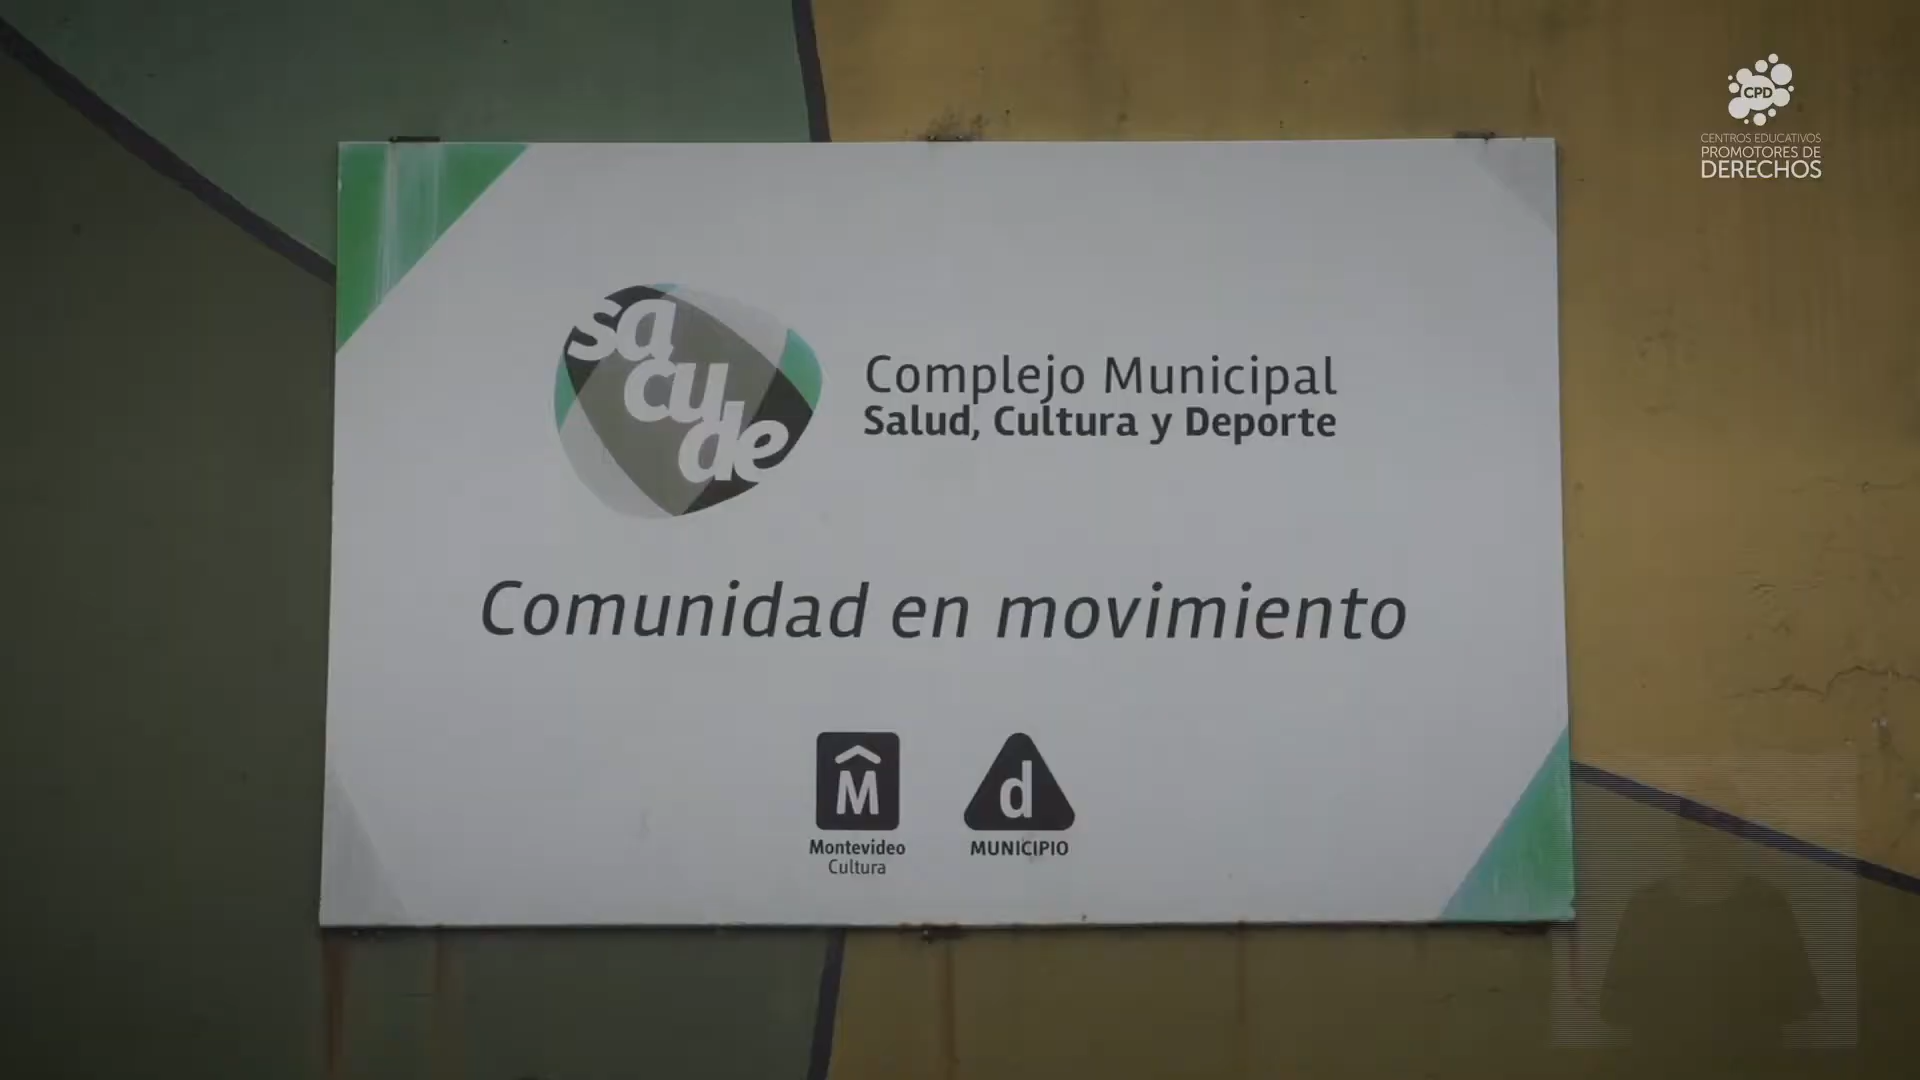 CPD
CENTROS EDUCATIVOS
PROMOTORES DE
DERECHOS
sa
cu
de
Complejo Municipal
Salud, Cultura y Deporte
Comunidad en movimiento
M
Montevideo
Cultura
d
MUNICIPIO